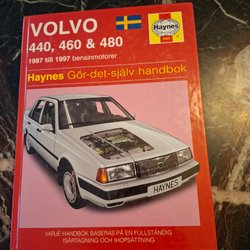 VOLVO
440, 460 & 480
1987 till 1997 bensinmotorer
Haynes
Haynes Gör-det-själv handbok
HAYNES
VARJE HANDBOK BASERAS PÅ EN FULLSTÄNDIG
ISÄRTAGNING OCH IHOPSÄTTNING